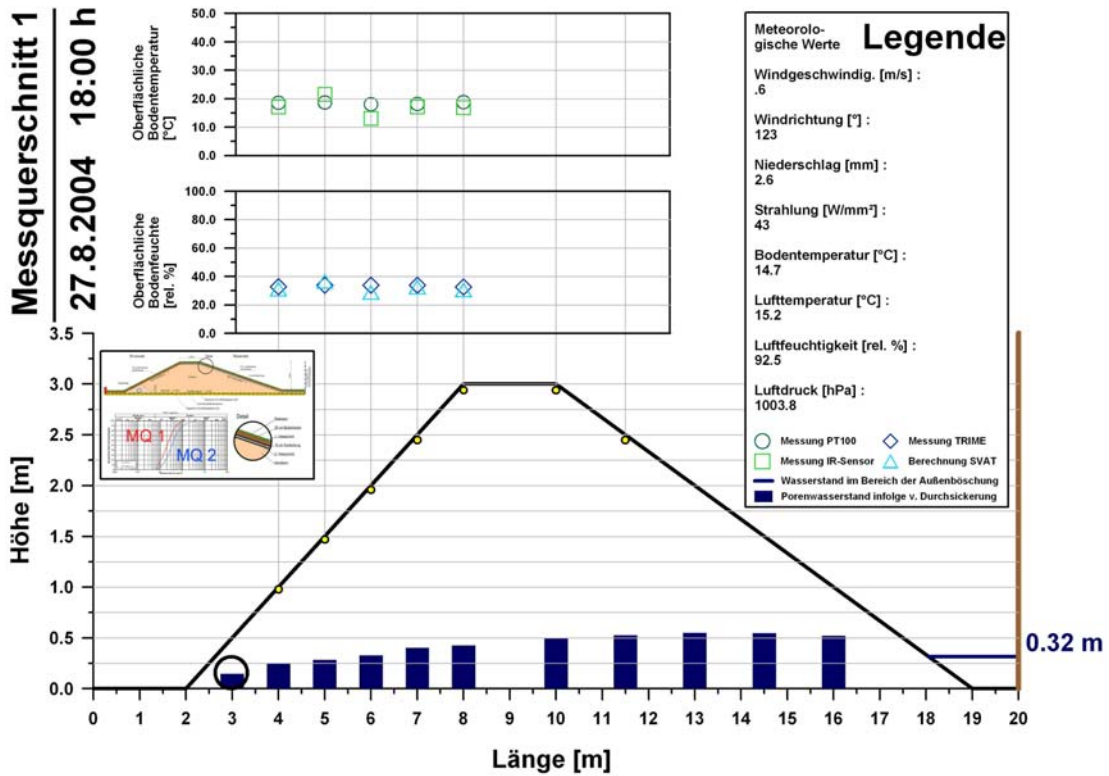 Messquerschnitt 1
27.8.2004 18:00 h
Oberflächliche
Bodentemperatur
[°C]
50.0
40.0
30.0
20.0
10.0
0.0
Oberflächliche
Bodenfeuchte
[rel. %]
100.0
80.0
60.0
40.0
20.0
0.0
Meteorolo-
gische Werte
Legende
Windgeschwindig. [m/s] :
.6
Windrichtung [°] :
123
Niederschlag [mm] :
2.6
Strahlung [W/mm²] :
43
Bodentemperatur [°C] :
14.7
Lufttemperatur [°C] :
15.2
Luftfeuchtigkeit [rel. %] :
92.5
Luftdruck [hPa] :
1003.8
Messung PT100
Messung TRIME
Messung IR-Sensor
Berechnung SVAT
Wasserstand im Bereich der Außenböschung
Porenwasserstand infolge v. Durchsickerung
MQ 1
MQ 2
Detail
Höhe [m]
3.5
3.0
2.5
2.0
1.5
1.0
0.5
0.0
0.32 m
0 1 2 3 4 5 6 7 8 9 10 11 12 13 14 15 16 17 18 19 20
Länge [m]